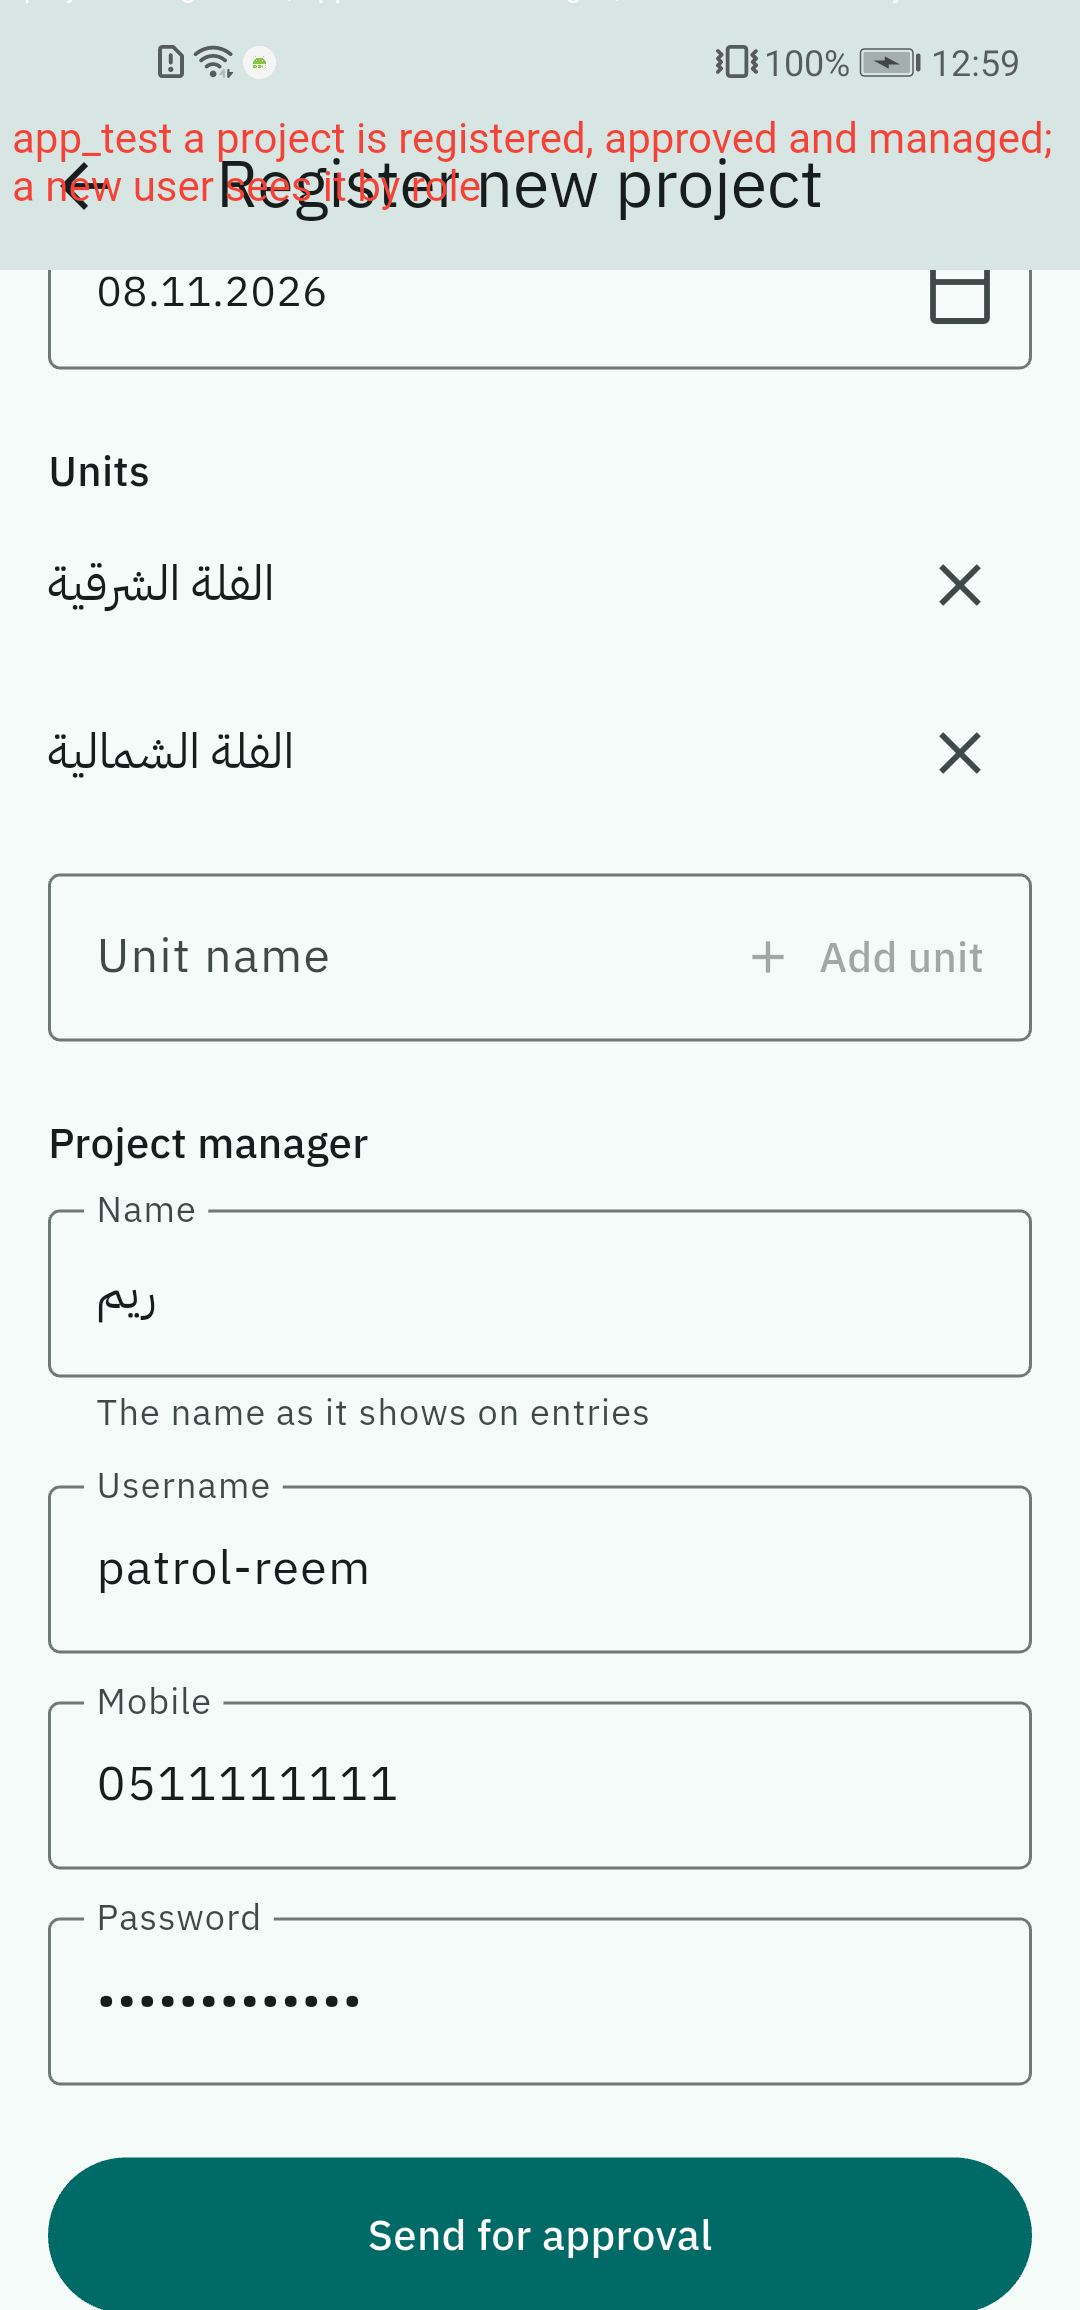 100% 12:59
app_test a project is registered, approved and managed;
a new user sees it by role
Register new project
08.11.2026
Units
الفلة الشرقية
الفلة الشمالية
Unit name
+ Add unit
Project manager
Name
ريم
The name as it shows on entries
Username
patrol-reem
Mobile
0511111111
Password
•••••••••••••
Send for approval